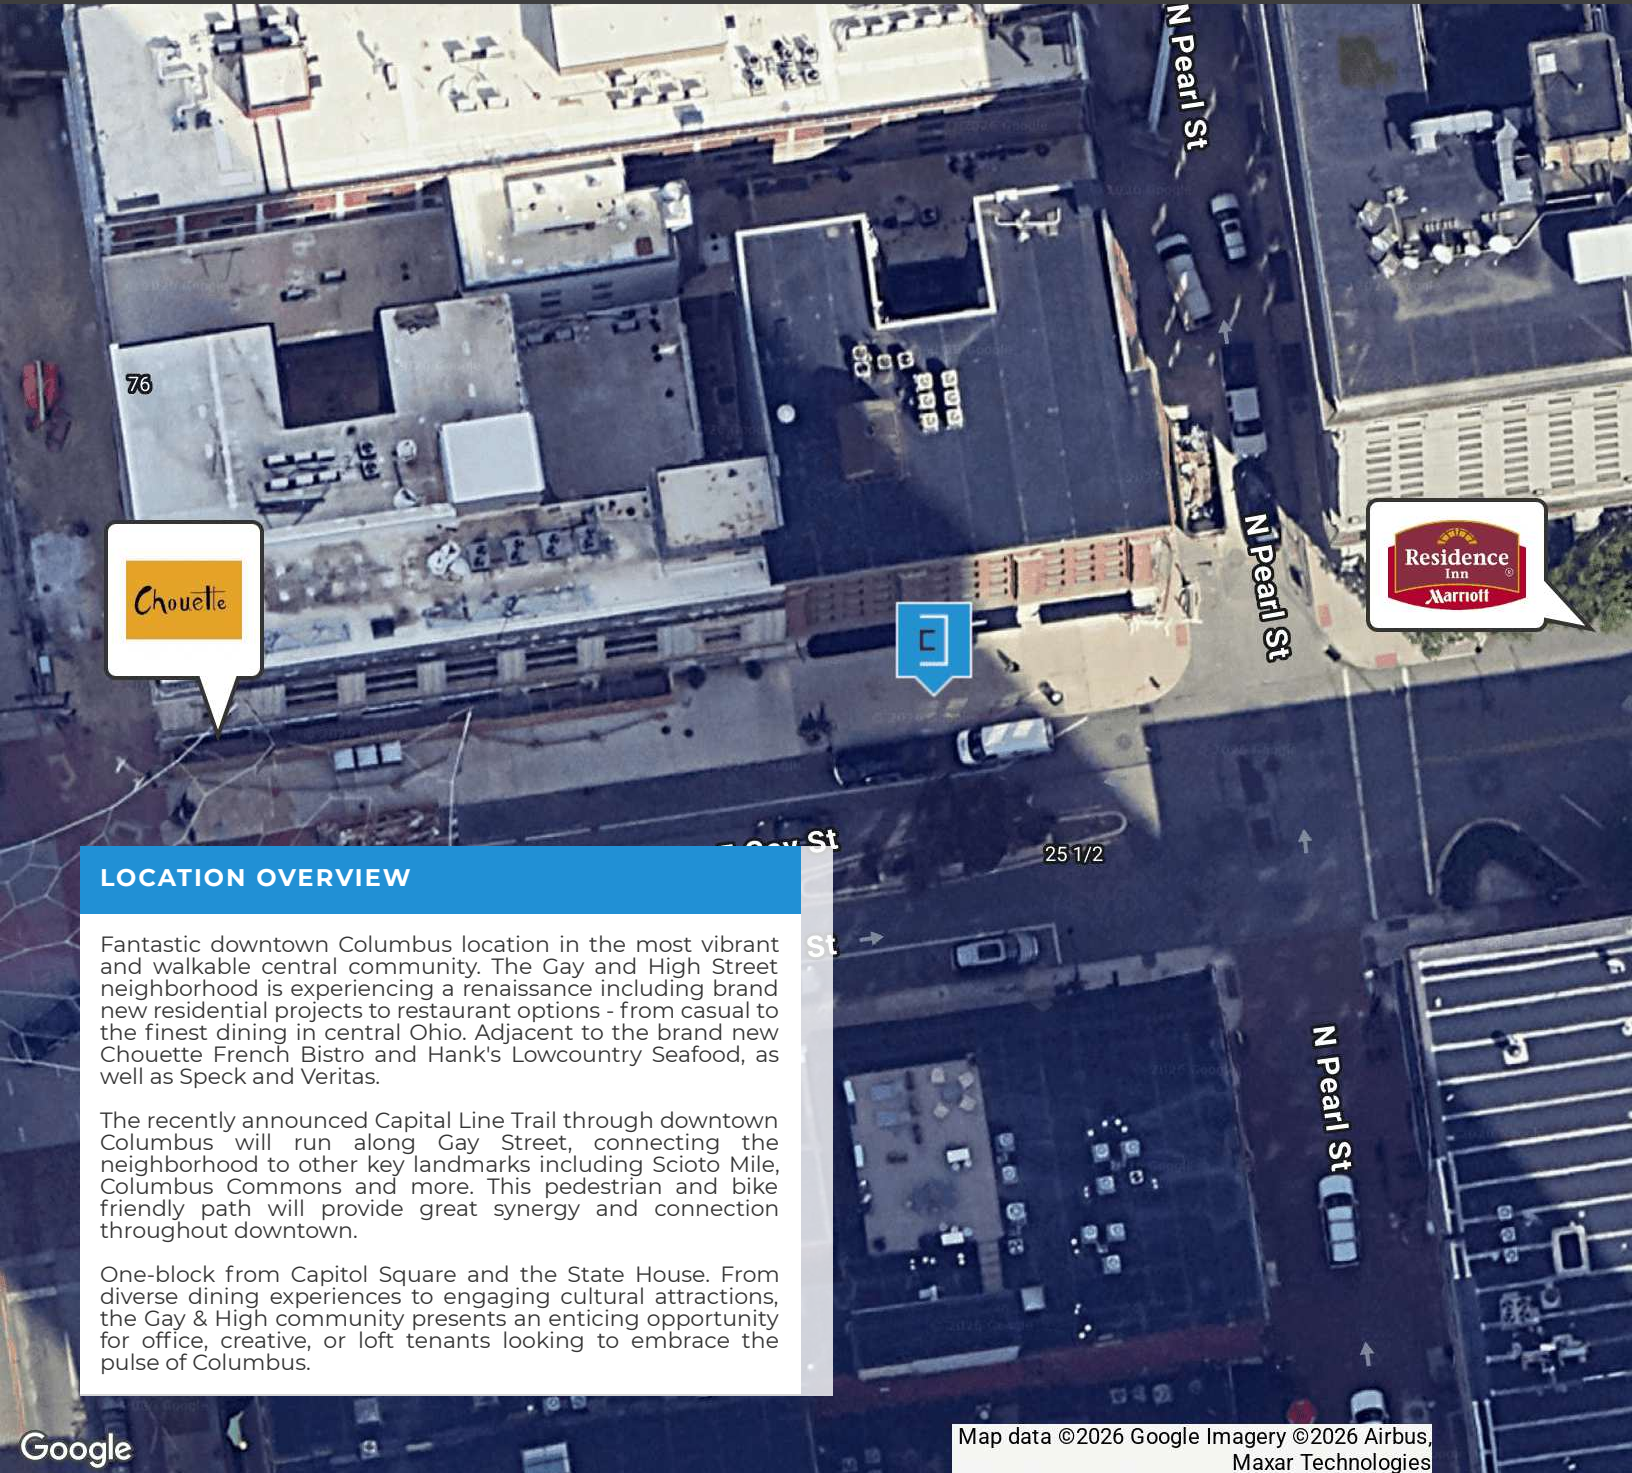 N Pearl St
76
N Pearl St
Chouette
Residence
Inn
®
Marriott
E Gay St
25 1/2
LOCATION OVERVIEW
Fantastic downtown Columbus location in the most vibrant
and walkable central community. The Gay and High Street
neighborhood is experiencing a renaissance including brand
new residential projects to restaurant options - from casual to
the finest dining in central Ohio. Adjacent to the brand new
Chouette French Bistro and Hank's Lowcountry Seafood, as
well as Speck and Veritas.
St
The recently announced Capital Line Trail through downtown
Columbus will run along Gay Street, connecting the
neighborhood to other key landmarks including Scioto Mile,
Columbus Commons and more. This pedestrian and bike
friendly path will provide great synergy and connection
throughout downtown.
N Pearl St
One-block from Capitol Square and the State House. From
diverse dining experiences to engaging cultural attractions,
the Gay & High community presents an enticing opportunity
for office, creative, or loft tenants looking to embrace the
pulse of Columbus.
Google
Map data ©2026 Google Imagery ©2026 Airbus,
Maxar Technologies